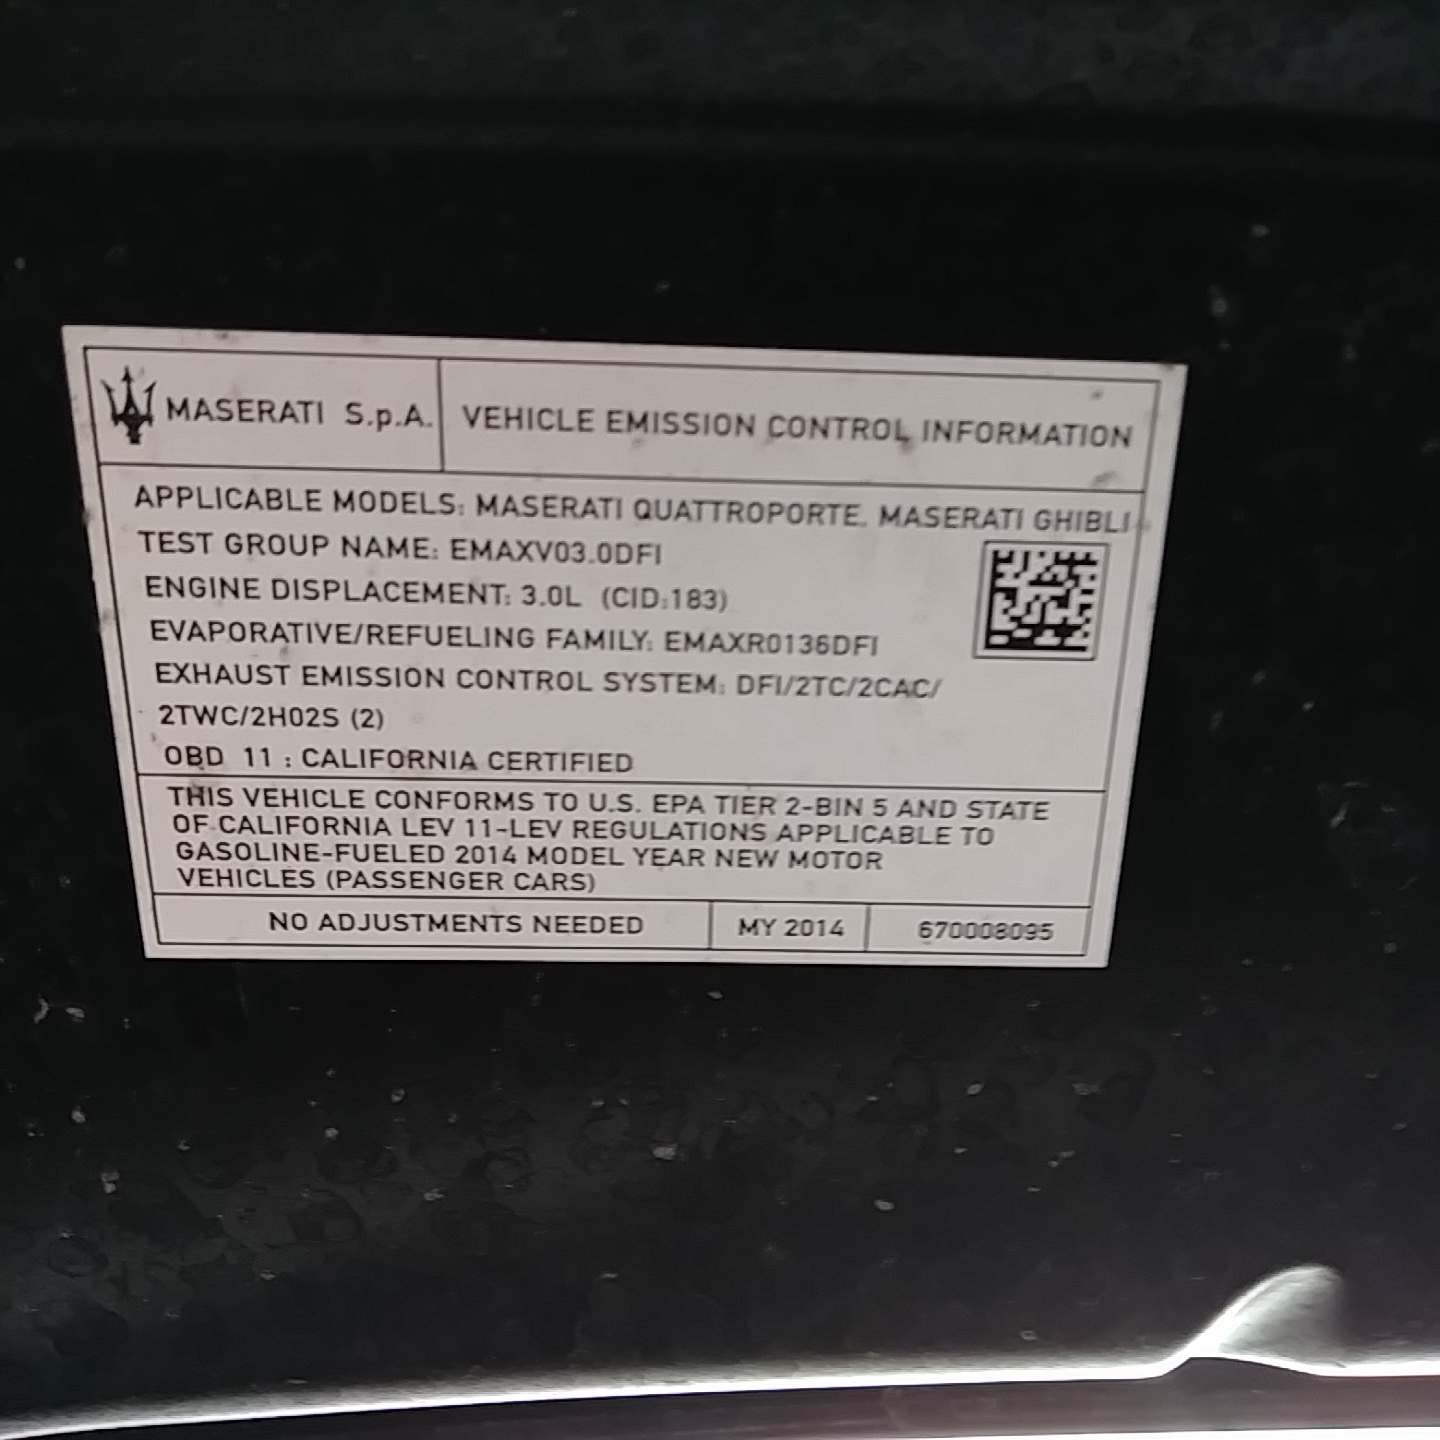 MASERATI S.p.A. VEHICLE EMISSION CONTROL INFORMATION
APPLICABLE MODELS: MASERATI QUATTROPORTE, MASERATI GHIBLI
TEST GROUP NAME: EMAXV03.0DFI
ENGINE DISPLACEMENT: 3.0L (CID:183)
EVAPORATIVE/REFUELING FAMILY: EMAXR0136DFI
EXHAUST EMISSION CONTROL SYSTEM: DFI/2TC/2CAC/
2TWC/2H02S (2)
OBD 11 : CALIFORNIA CERTIFIED
THIS VEHICLE CONFORMS TO U.S. EPA TIER 2-BIN 5 AND STATE
OF CALIFORNIA LEV 11-LEV REGULATIONS APPLICABLE TO
GASOLINE-FUELED 2014 MODEL YEAR NEW MOTOR
VEHICLES (PASSENGER CARS)
NO ADJUSTMENTS NEEDED MY 2014 670008095